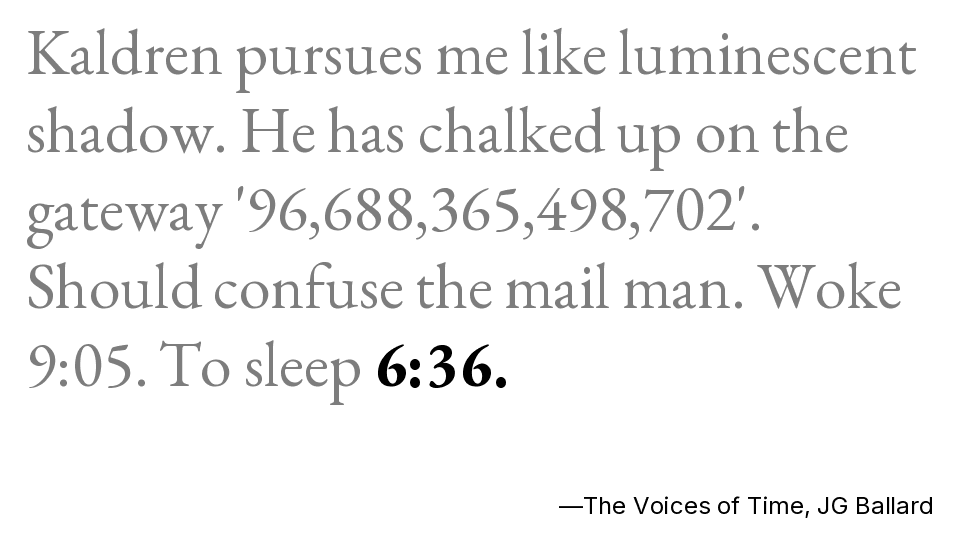 Kaldren pursues me like luminescent
shadow. He has chalked up on the
gateway '96,688,365,498,702'.
Should confuse the mail man. Woke
9:05. To sleep 6:36.
—The Voices of Time, JG Ballard